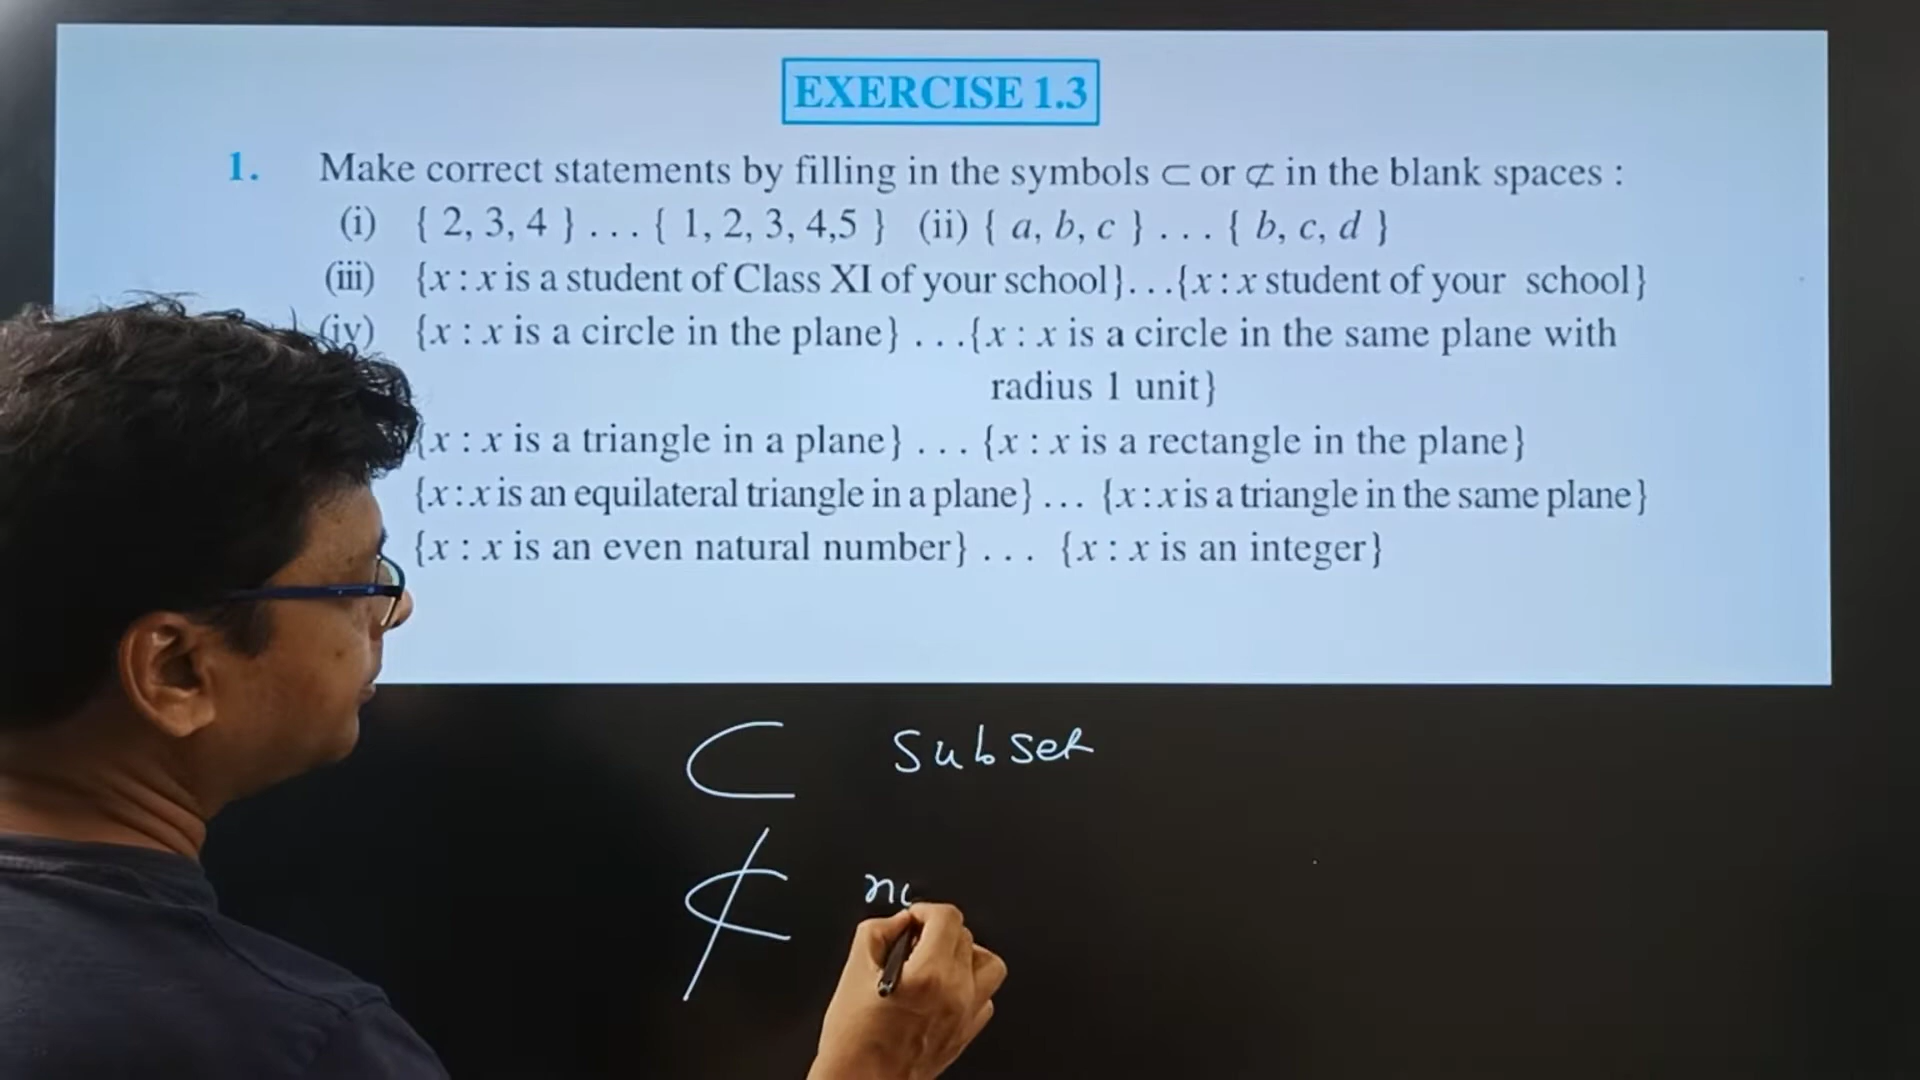 EXERCISE 1.3
1. Make correct statements by filling in the symbols ⊂ or ⊄ in the blank spaces :
(i) { 2, 3, 4 } . . . { 1, 2, 3, 4,5 } (ii) { a, b, c } . . . { b, c, d }
(iii) {x : x is a student of Class XI of your school}. . .{x : x student of your school}
(iv) {x : x is a circle in the plane} . . .{x : x is a circle in the same plane with
radius 1 unit}
{x : x is a triangle in a plane} . . . {x : x is a rectangle in the plane}
{x : x is an equilateral triangle in a plane} . . . {x : x is a triangle in the same plane}
{x : x is an even natural number} . . . {x : x is an integer}
⊂ Subset
⊄